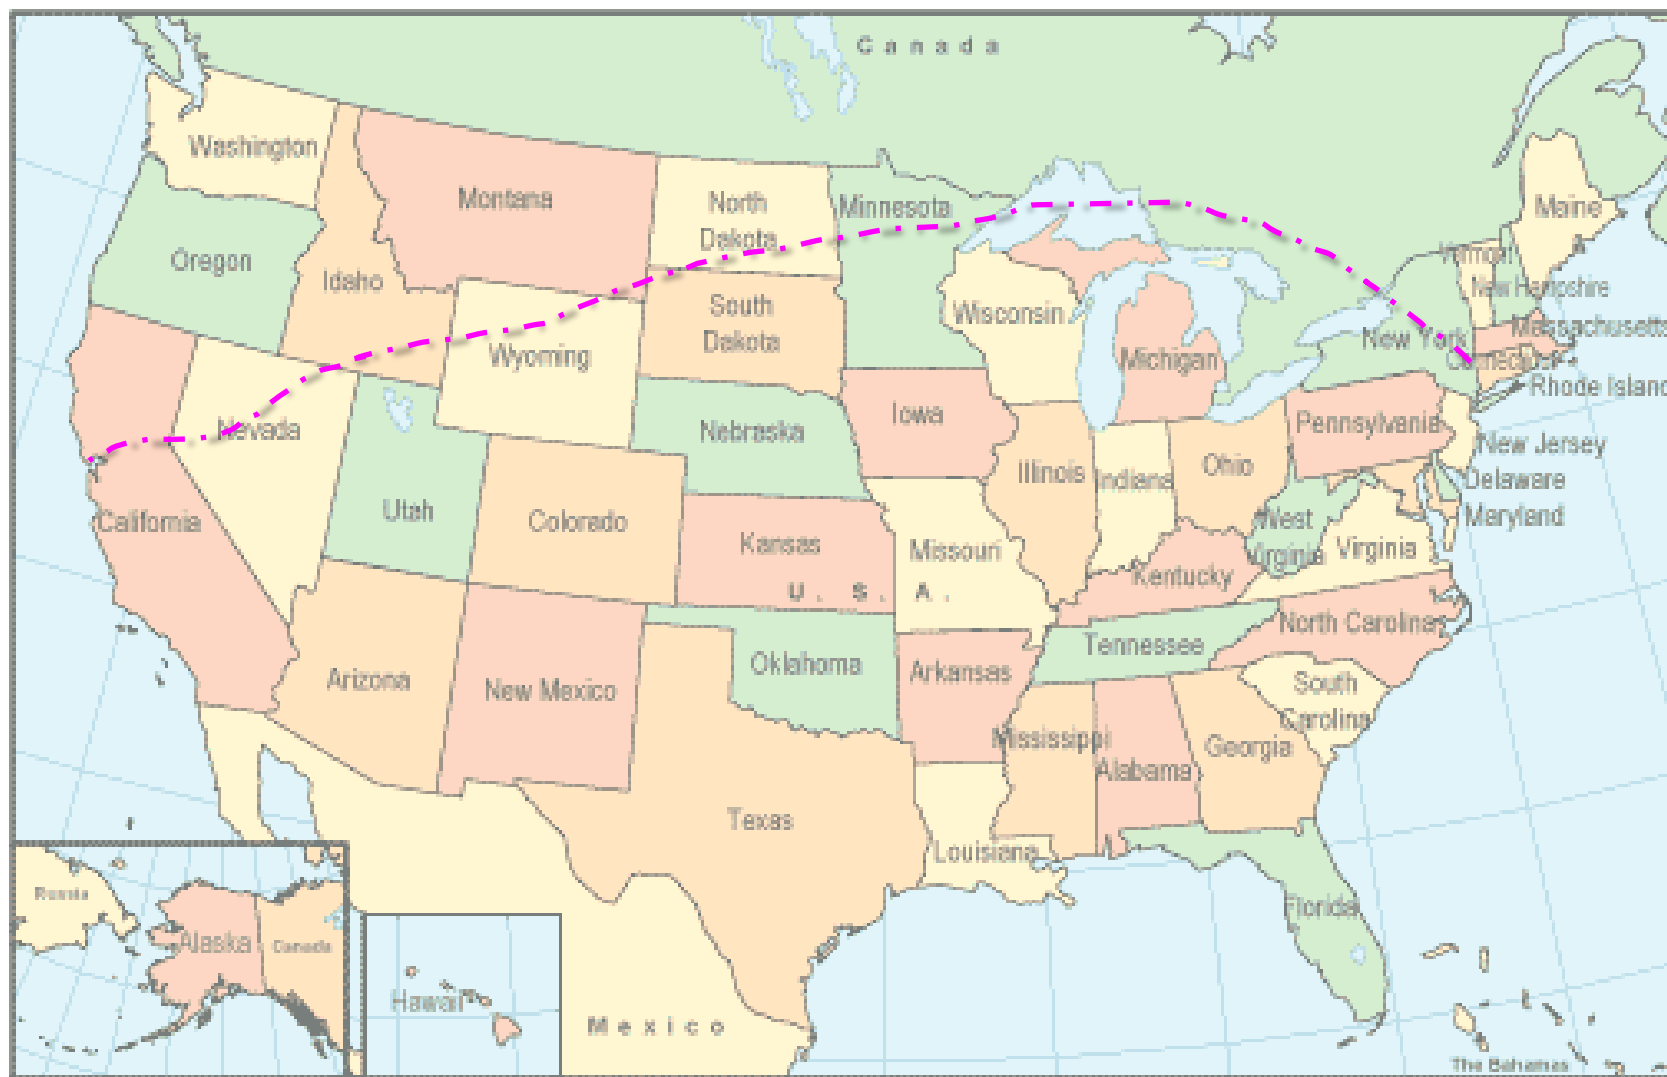 Canada
Washington
Montana
North
Dakota
Minnesota
Maine
Oregon
Idaho
Vermont
New Hampshire
South
Dakota
Wisconsin
Massachusetts
New York
Wyoming
Michigan
Rhode Island
Nevada
Nebraska
Iowa
Pennsylvania
New Jersey
Illinois
Indiana
Ohio
Delaware
Utah
Colorado
California
West
Virginia
Maryland
Kansas
Missouri
Virginia
Kentucky
U. S. A.
North Carolina
Tennessee
Oklahoma
Arkansas
Arizona
New Mexico
South
Carolina
Mississippi
Georgia
Alabama
Texas
Louisiana
Florida
Russia
Alaska
Canada
Hawaii
Mexico
The Bahamas